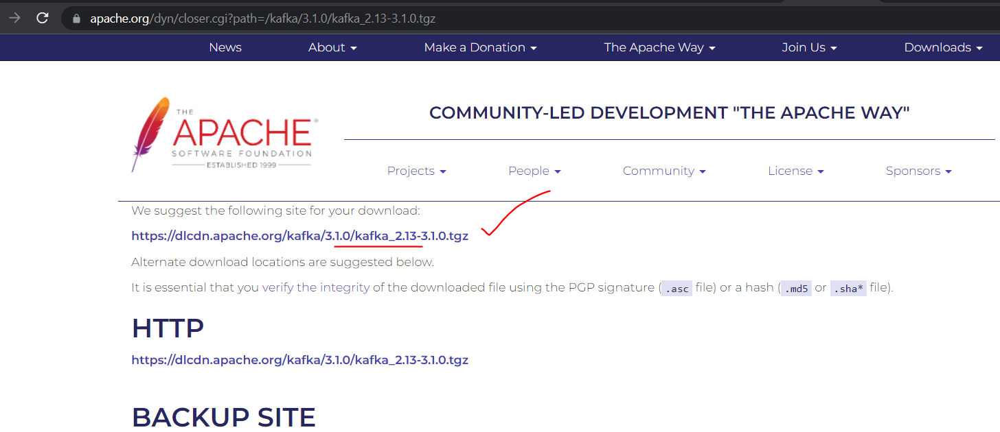 apache.org/dyn/closer.cgi?path=/kafka/3.1.0/kafka_2.13-3.1.0.tgz
News About Make a Donation The Apache Way Join Us Downloads
THE
APACHE®
SOFTWARE FOUNDATION
ESTABLISHED 1999
COMMUNITY-LED DEVELOPMENT "THE APACHE WAY"
Projects People Community License Sponsors
We suggest the following site for your download:
https://dlcdn.apache.org/kafka/3.1.0/kafka_2.13-3.1.0.tgz
Alternate download locations are suggested below.
It is essential that you verify the integrity of the downloaded file using the PGP signature (.asc file) or a hash (.md5 or .sha* file).
HTTP
https://dlcdn.apache.org/kafka/3.1.0/kafka_2.13-3.1.0.tgz
BACKUP SITE